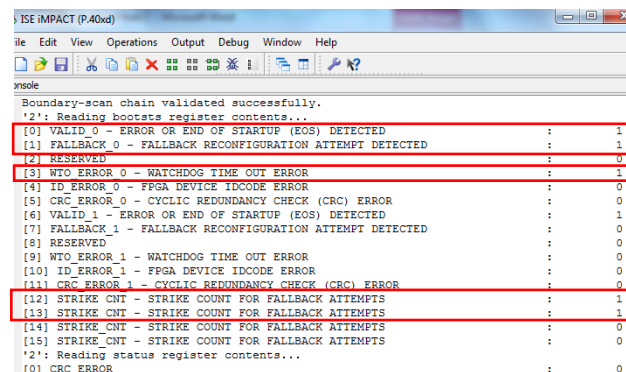 ISE iMPACT (P.40xd)
File Edit View Operations Output Debug Window Help
onsole
Boundary-scan chain validated successfully.
'2': Reading bootsts register contents...
[0] VALID_0 - ERROR OR END OF STARTUP (EOS) DETECTED : 1
[1] FALLBACK_0 - FALLBACK RECONFIGURATION ATTEMPT DETECTED : 1
[2] RESERVED : 0
[3] WTO_ERROR_0 - WATCHDOG TIME OUT ERROR : 1
[4] ID_ERROR_0 - FPGA DEVICE IDCODE ERROR : 0
[5] CRC_ERROR_0 - CYCLIC REDUNDANCY CHECK (CRC) ERROR : 0
[6] VALID_1 - ERROR OR END OF STARTUP (EOS) DETECTED : 1
[7] FALLBACK_1 - FALLBACK RECONFIGURATION ATTEMPT DETECTED : 0
[8] RESERVED : 0
[9] WTO_ERROR_1 - WATCHDOG TIME OUT ERROR : 0
[10] ID_ERROR_1 - FPGA DEVICE IDCODE ERROR : 0
[11] CRC_ERROR_1 - CYCLIC REDUNDANCY CHECK (CRC) ERROR : 0
[12] STRIKE CNT - STRIKE COUNT FOR FALLBACK ATTEMPTS : 1
[13] STRIKE CNT - STRIKE COUNT FOR FALLBACK ATTEMPTS : 1
[14] STRIKE_CNT - STRIKE COUNT FOR FALLBACK ATTEMPTS : 0
[15] STRIKE_CNT - STRIKE COUNT FOR FALLBACK ATTEMPTS : 0
'2': Reading status register contents...
[0] CRC ERROR : 0